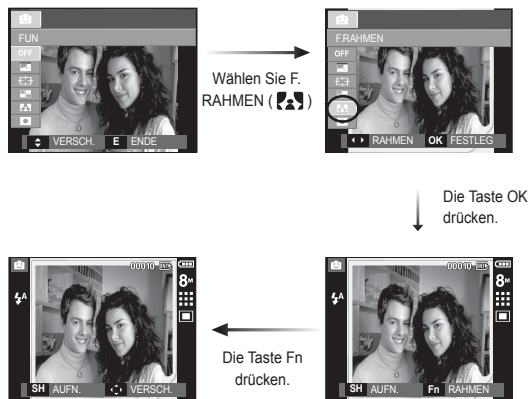 FUN
OFF
VERSCH. E ENDE
Wählen Sie F.
RAHMEN ( )
F.RAHMEN
OFF
RAHMEN OK FESTLEG
Die Taste OK
drücken.
00010
8M
A
SH AUFN. Fn RAHMEN
Die Taste Fn
drücken.
00010
8M
A
SH AUFN. VERSCH.